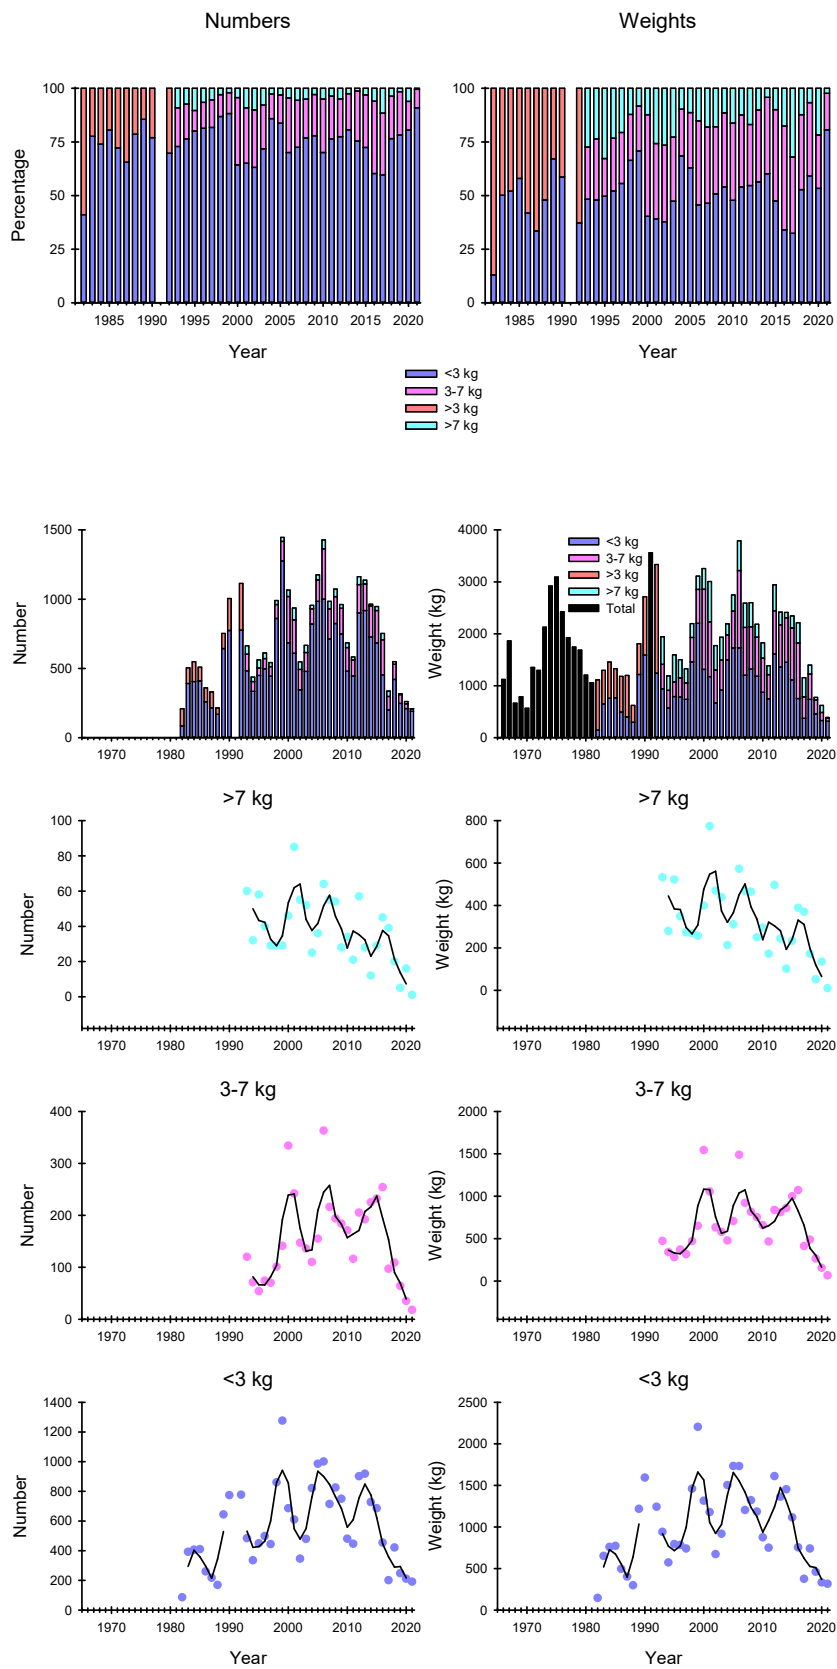 Numbers
Weights
100
75
50
25
0
Percentage
1985 1990 1995 2000 2005 2010 2015 2020
Year
100
75
50
25
0
1985 1990 1995 2000 2005 2010 2015 2020
Year
<3 kg
3-7 kg
>3 kg
>7 kg
1500
1000
500
0
Number
1970 1980 1990 2000 2010 2020
4000
3000
2000
1000
0
Weight (kg)
<3 kg
3-7 kg
>3 kg
>7 kg
Total
1970 1980 1990 2000 2010 2020
>7 kg
100
80
60
40
20
0
Number
1970 1980 1990 2000 2010 2020
>7 kg
800
600
400
200
0
Weight (kg)
1970 1980 1990 2000 2010 2020
3-7 kg
400
300
200
100
0
Number
1970 1980 1990 2000 2010 2020
3-7 kg
2000
1500
1000
500
0
Weight (kg)
1970 1980 1990 2000 2010 2020
<3 kg
1400
1200
1000
800
600
400
200
0
Number
1970 1980 1990 2000 2010 2020
Year
<3 kg
2500
2000
1500
1000
500
0
Weight (kg)
1970 1980 1990 2000 2010 2020
Year